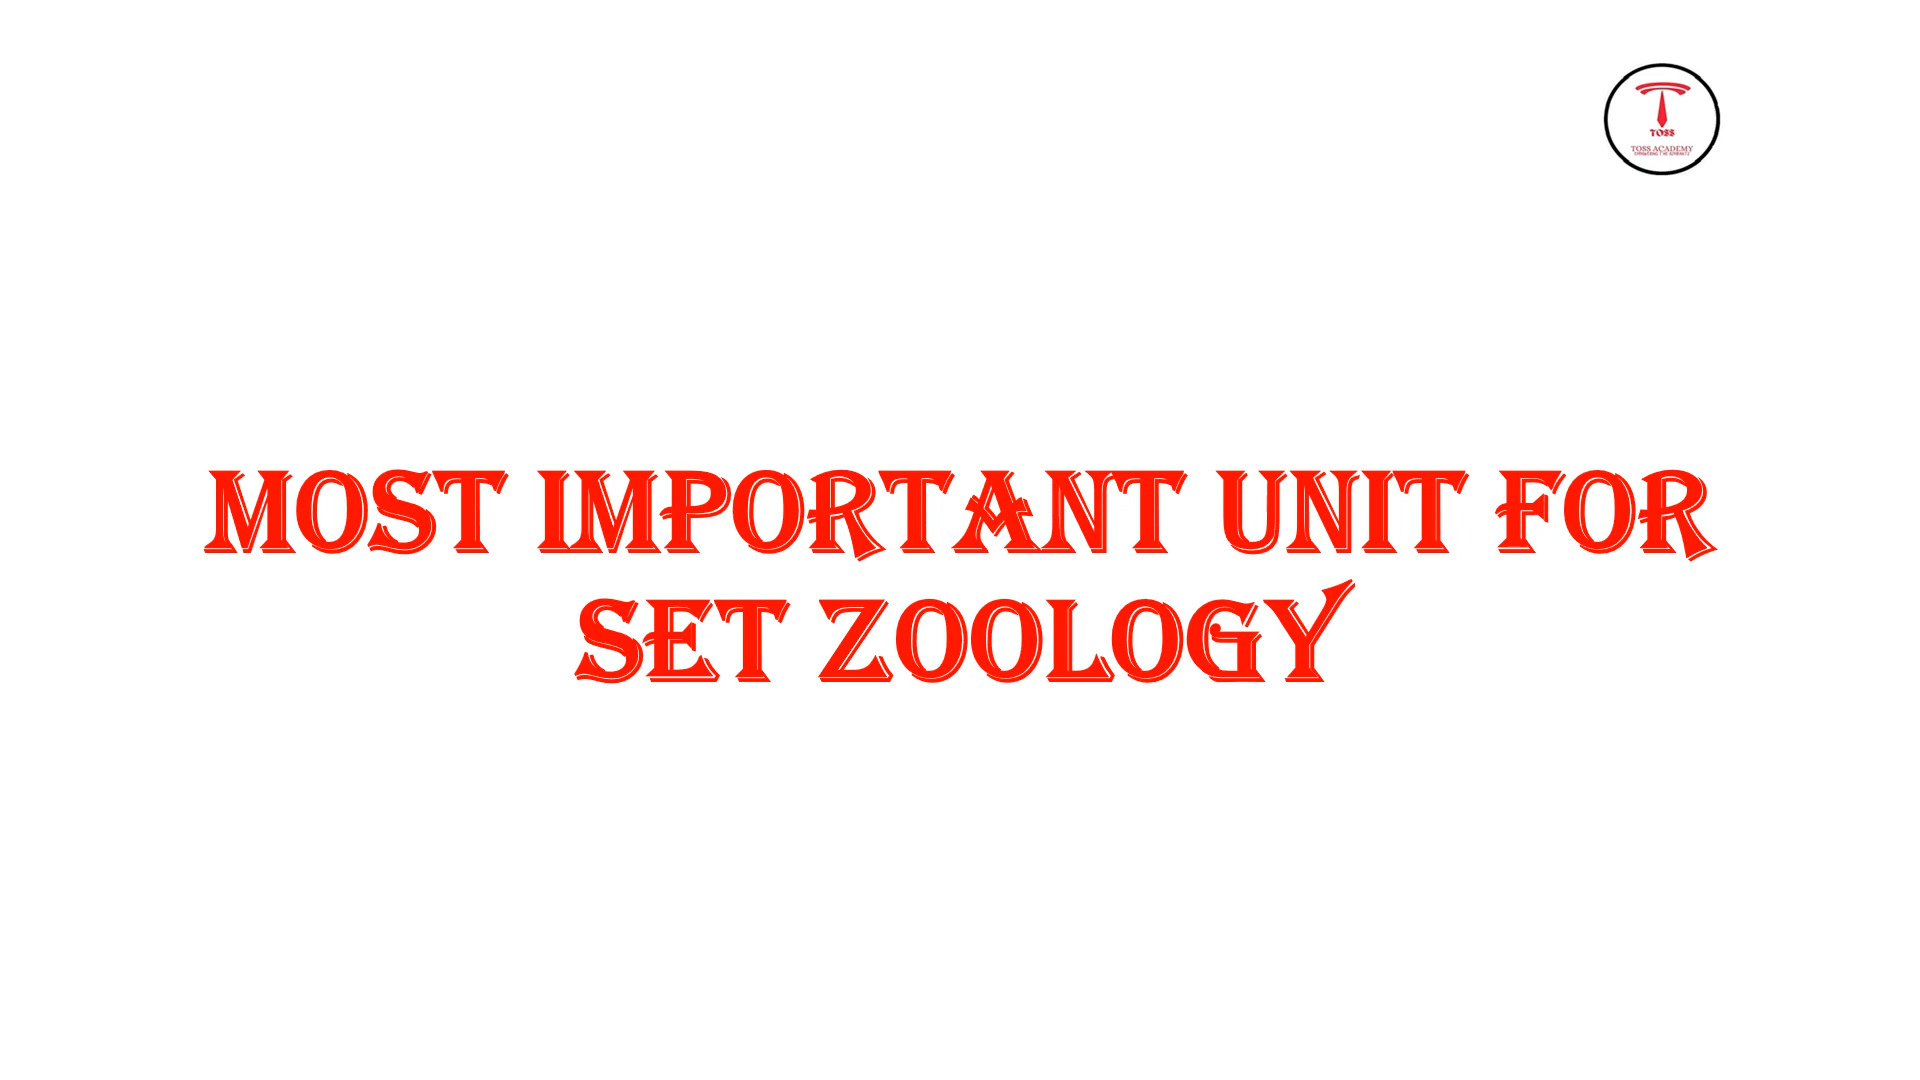 TOSS
TOSS ACADEMY
MOST IMPORTANT UNIT FOR
SET ZOOLOGY